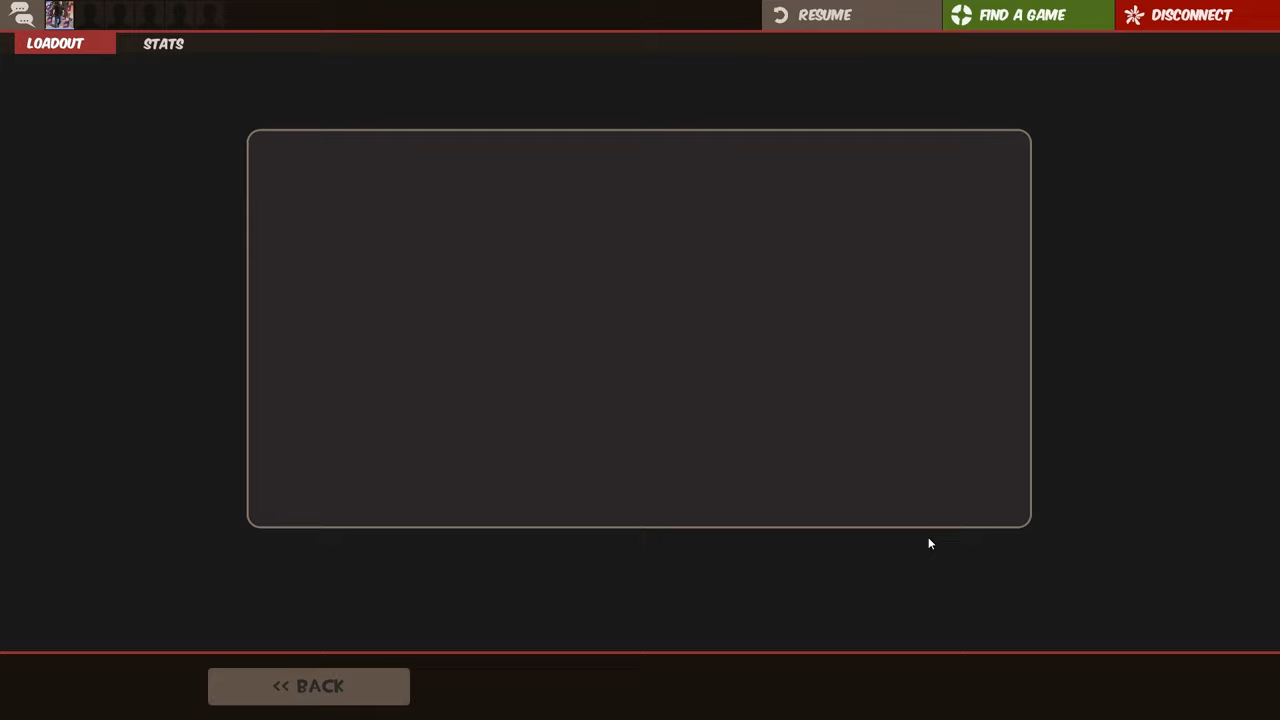 RESUME
FIND A GAME
DISCONNECT
LOADOUT
STATS
<< BACK